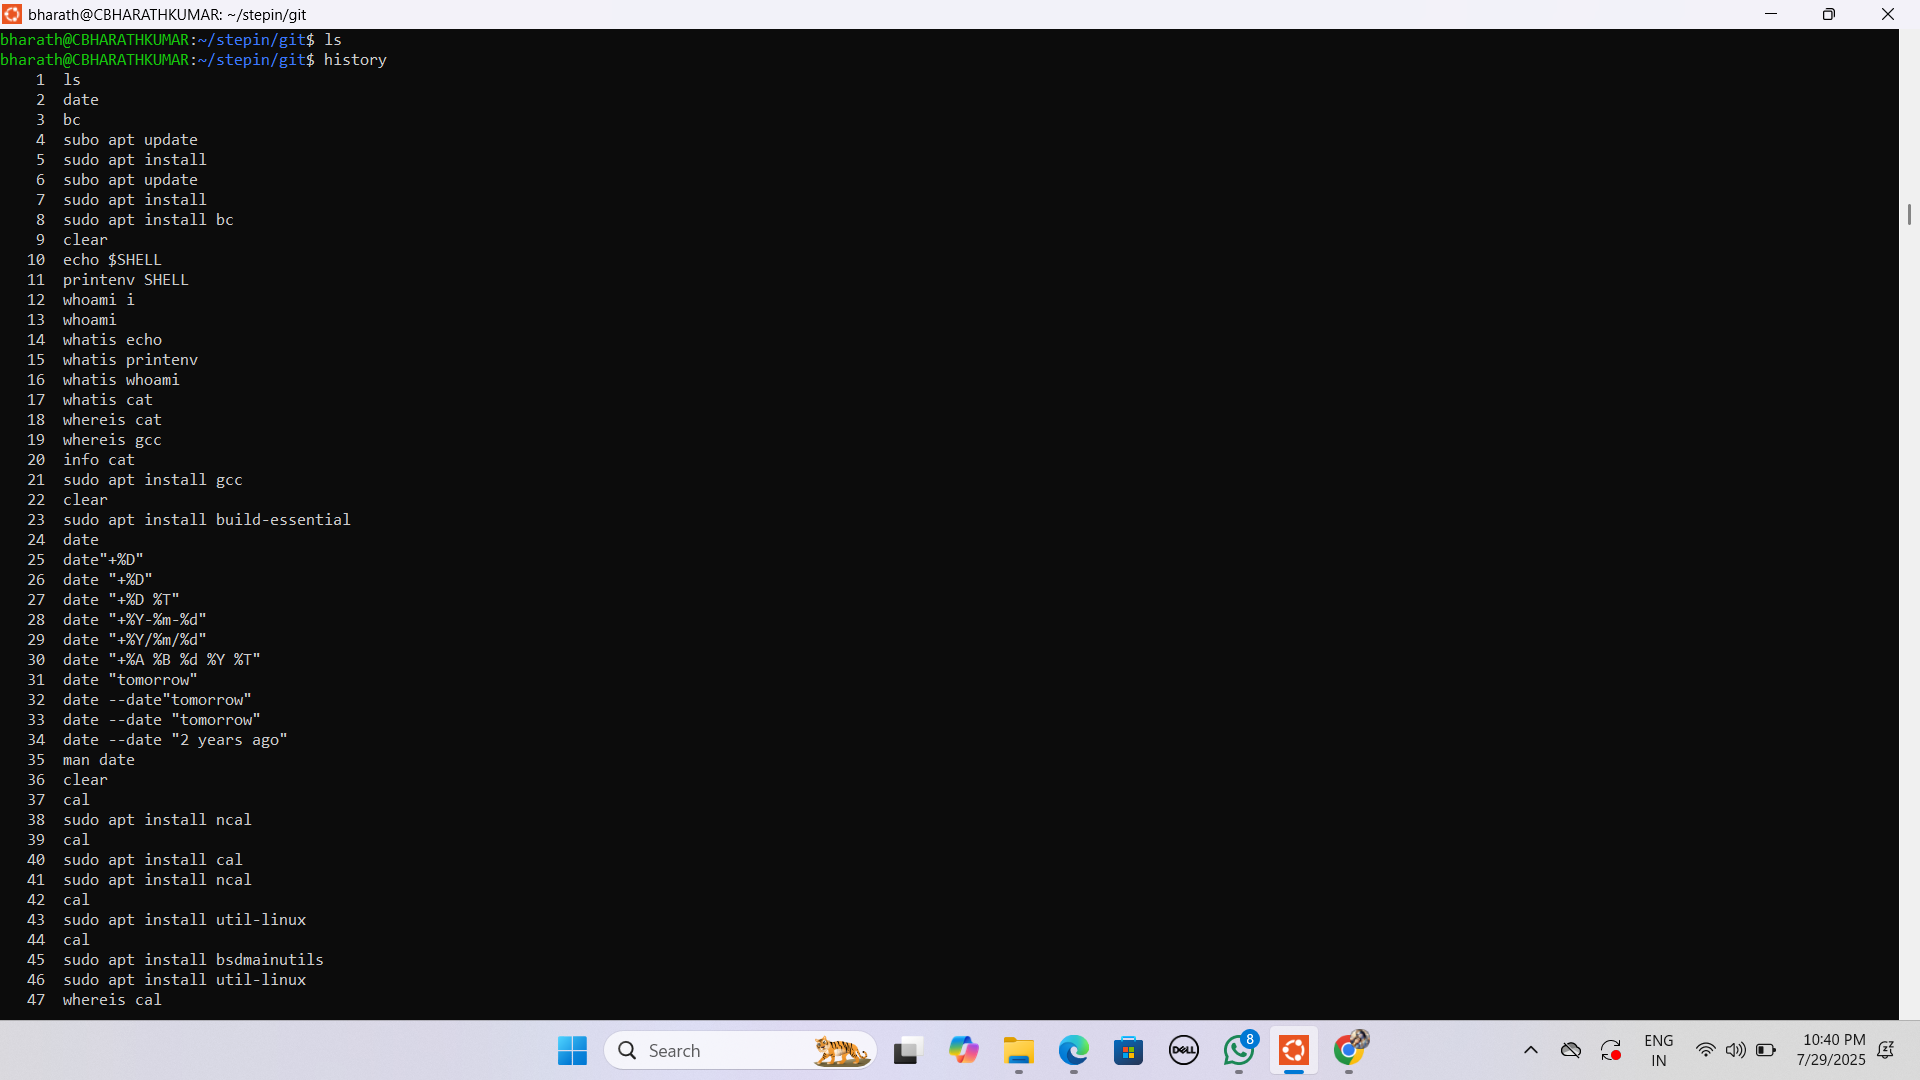 bharath@CBHARATHKUMAR: ~/stepin/git
bharath@CBHARATHKUMAR:~/stepin/git$ ls
bharath@CBHARATHKUMAR:~/stepin/git$ history
1 ls
2 date
3 bc
4 subo apt update
5 sudo apt install
6 subo apt update
7 sudo apt install
8 sudo apt install bc
9 clear
10 echo $SHELL
11 printenv SHELL
12 whoami i
13 whoami
14 whatis echo
15 whatis printenv
16 whatis whoami
17 whatis cat
18 whereis cat
19 whereis gcc
20 info cat
21 sudo apt install gcc
22 clear
23 sudo apt install build-essential
24 date
25 date"+%D"
26 date "+%D"
27 date "+%D %T"
28 date "+%Y-%m-%d"
29 date "+%Y/%m/%d"
30 date "+%A %B %d %Y %T"
31 date "tomorrow"
32 date --date"tomorrow"
33 date --date "tomorrow"
34 date --date "2 years ago"
35 man date
36 clear
37 cal
38 sudo apt install ncal
39 cal
40 sudo apt install cal
41 sudo apt install ncal
42 cal
43 sudo apt install util-linux
44 cal
45 sudo apt install bsdmainutils
46 sudo apt install util-linux
47 whereis cal
Search
DELL
8
ENG
IN
10:40 PM
7/29/2025